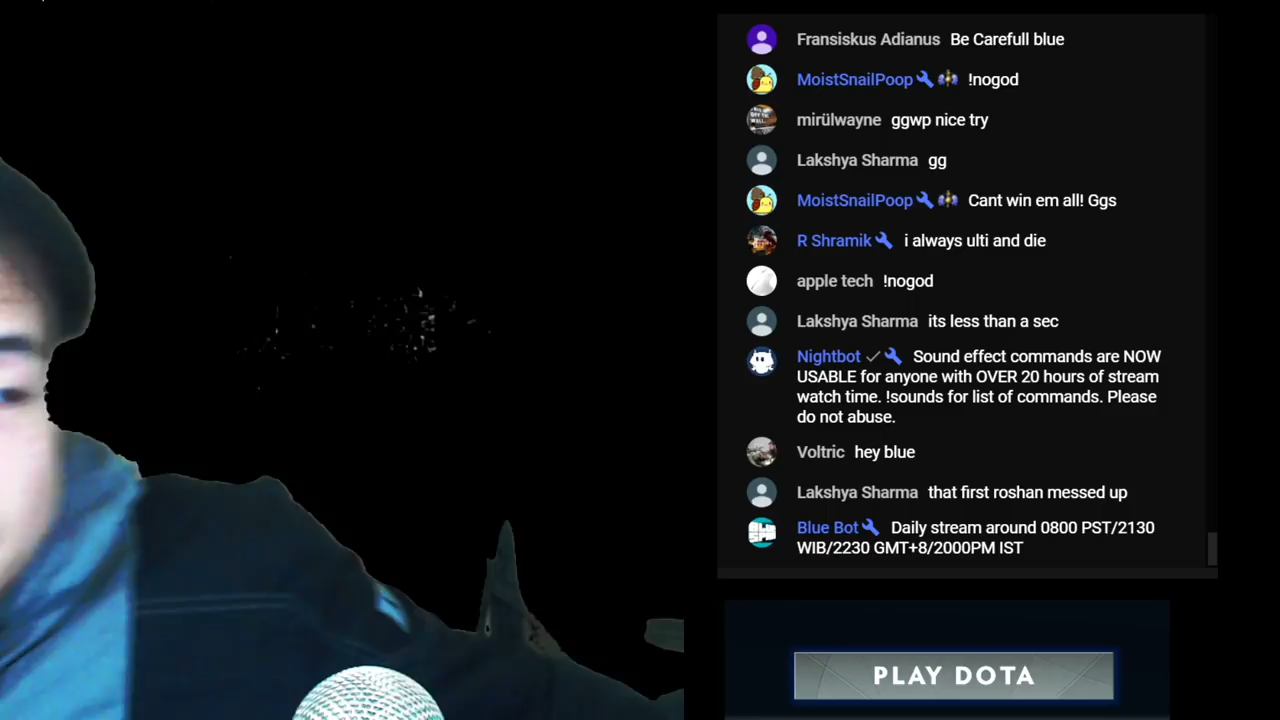 Fransiskus Adianus Be Carefull blue
MoistSnailPoop !nogod
mirülwayne ggwp nice try
Lakshya Sharma gg
MoistSnailPoop Cant win em all! Ggs
R Shramik i always ulti and die
apple tech !nogod
Lakshya Sharma its less than a sec
Nightbot Sound effect commands are NOW
USABLE for anyone with OVER 20 hours of stream
watch time. !sounds for list of commands. Please
do not abuse.
Voltric hey blue
Lakshya Sharma that first roshan messed up
Blue Bot Daily stream around 0800 PST/2130
WIB/2230 GMT+8/2000PM IST
PLAY DOTA